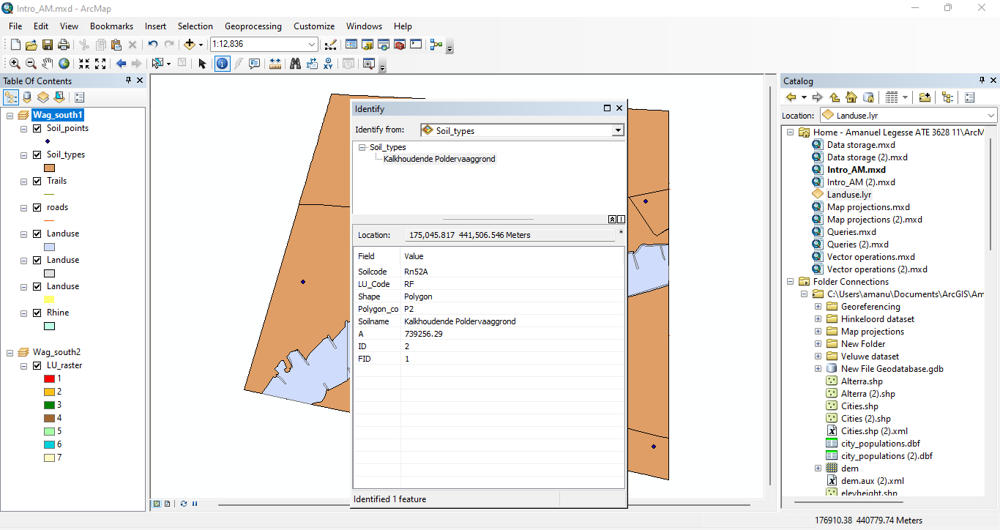 Intro_AM.mxd - ArcMap
File Edit View Bookmarks Insert Selection Geoprocessing Customize Windows Help
1:12,836
Table Of Contents
Wag_south1
Soil_points
Soil_types
Trails
roads
Landuse
Landuse
Landuse
Rhine
Wag_south2
LU_raster
1
2
3
4
5
6
7
Identify
Identify from: Soil_types
Soil_types
Kalkhoudende Poldervaaggrond
Location: 175,045.817 441,506.546 Meters
Field Value
Soilcode Rn52A
LU_Code RF
Shape Polygon
Polygon_co P2
Soilname Kalkhoudende Poldervaaggrond
A 739256.29
ID 2
FID 1
Identified 1 feature
Catalog
Location: Landuse.lyr
Home - Amanuel Legesse ATE 3628 11\ArcM
Data storage.mxd
Data storage (2).mxd
Intro_AM.mxd
Intro_AM (2).mxd
Landuse.lyr
Map projections.mxd
Map projections (2).mxd
Queries.mxd
Queries (2).mxd
Vector operations.mxd
Vector operations (2).mxd
Folder Connections
C:\Users\amanu\Documents\ArcGIS\Am
Georeferencing
Hinkeloord dataset
Map projections
New Folder
Veluwe dataset
New File Geodatabase.gdb
Alterra.shp
Alterra (2).shp
Cities.shp
Cities (2).shp
Cities.shp (2).xml
city_populations.dbf
city_populations (2).dbf
dem
dem.aux (2).xml
elevheight.shp
176910.38 440779.74 Meters